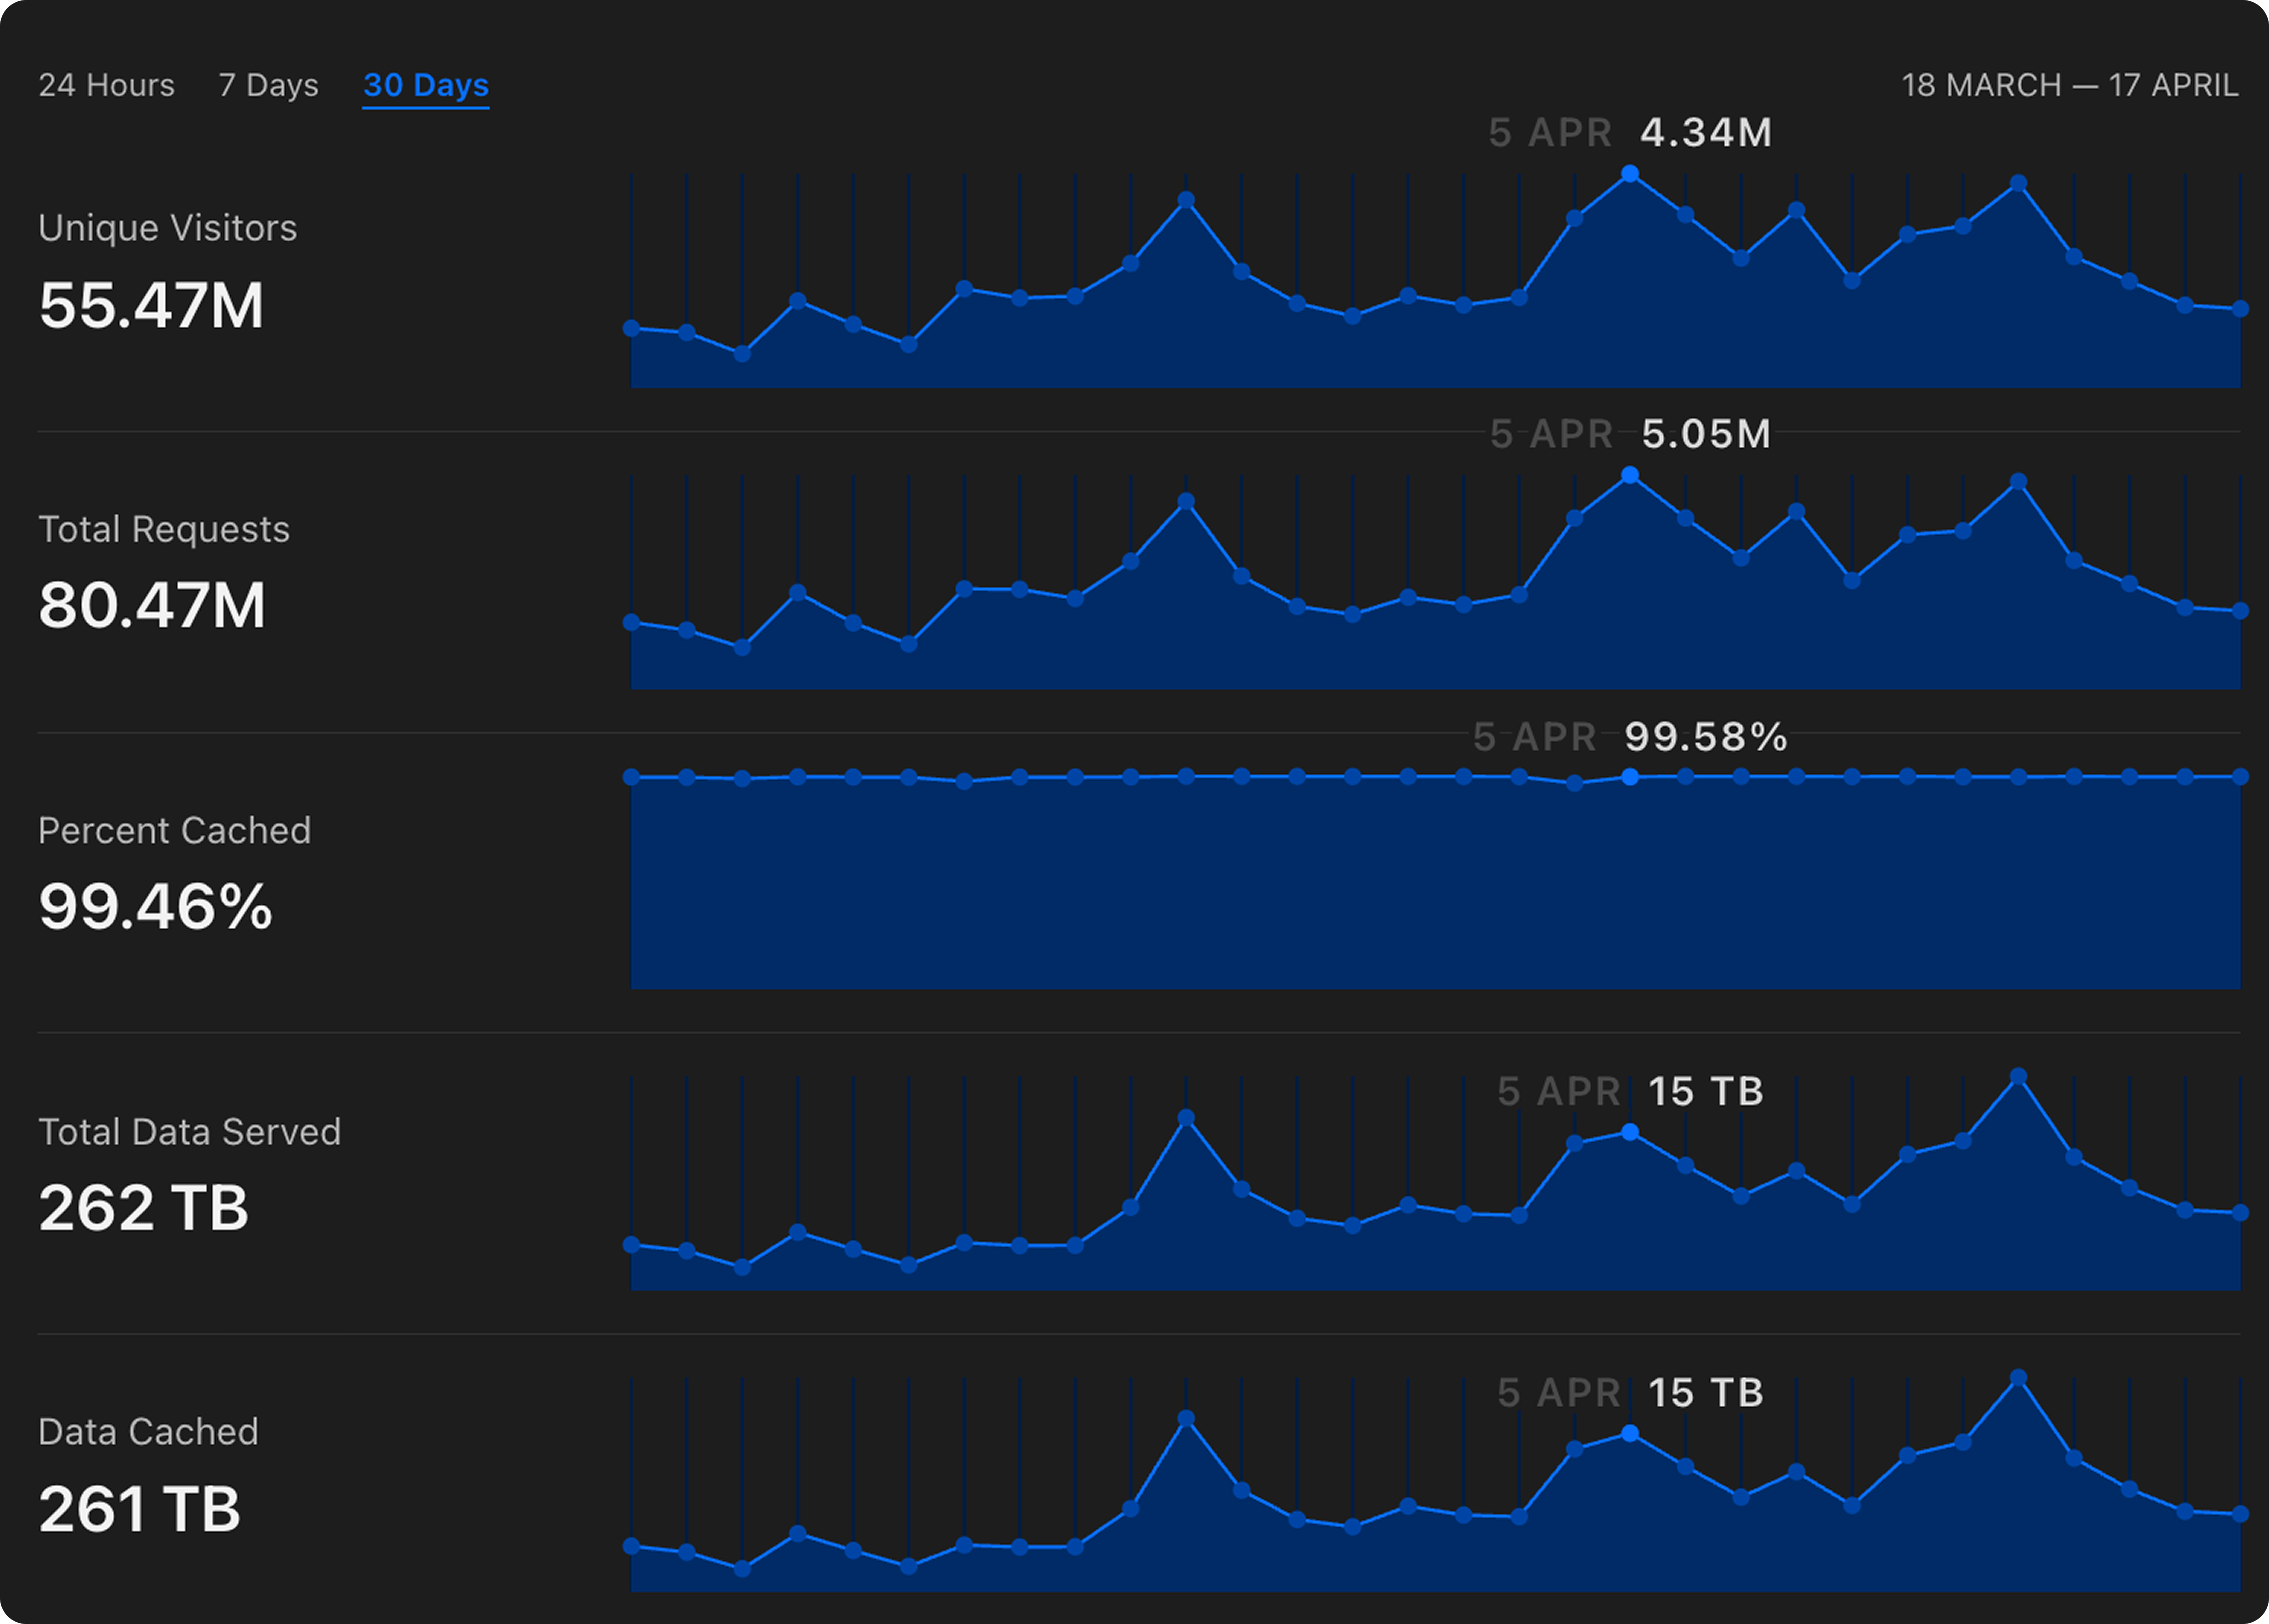 24 Hours 7 Days 30 Days 18 MARCH — 17 APRIL
5 APR 4.34M
Unique Visitors
55.47M
5 APR 5.05M
Total Requests
80.47M
5 APR 99.58%
Percent Cached
99.46%
5 APR 15 TB
Total Data Served
262 TB
5 APR 15 TB
Data Cached
261 TB